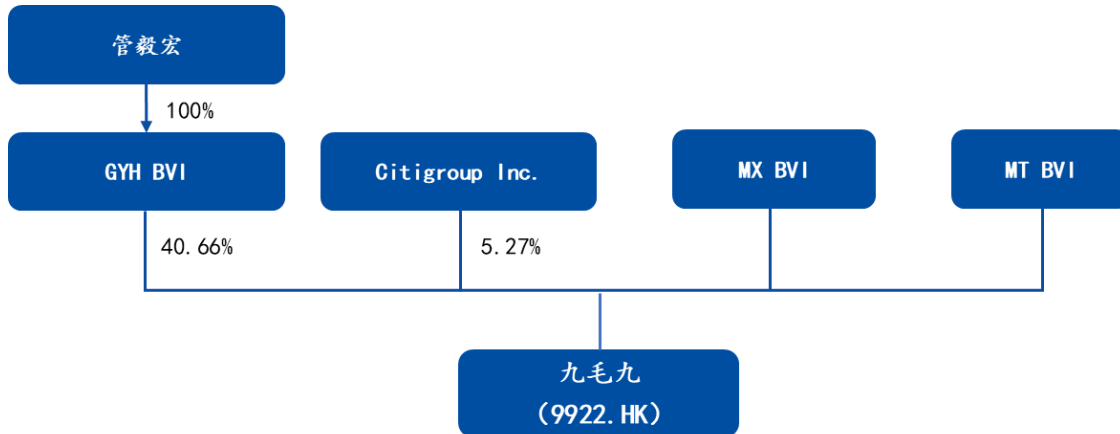 管毅宏
100%
GYH BVI
Citigroup Inc.
MX BVI
MT BVI
40.66%
5.27%
九毛九
(9922.HK)